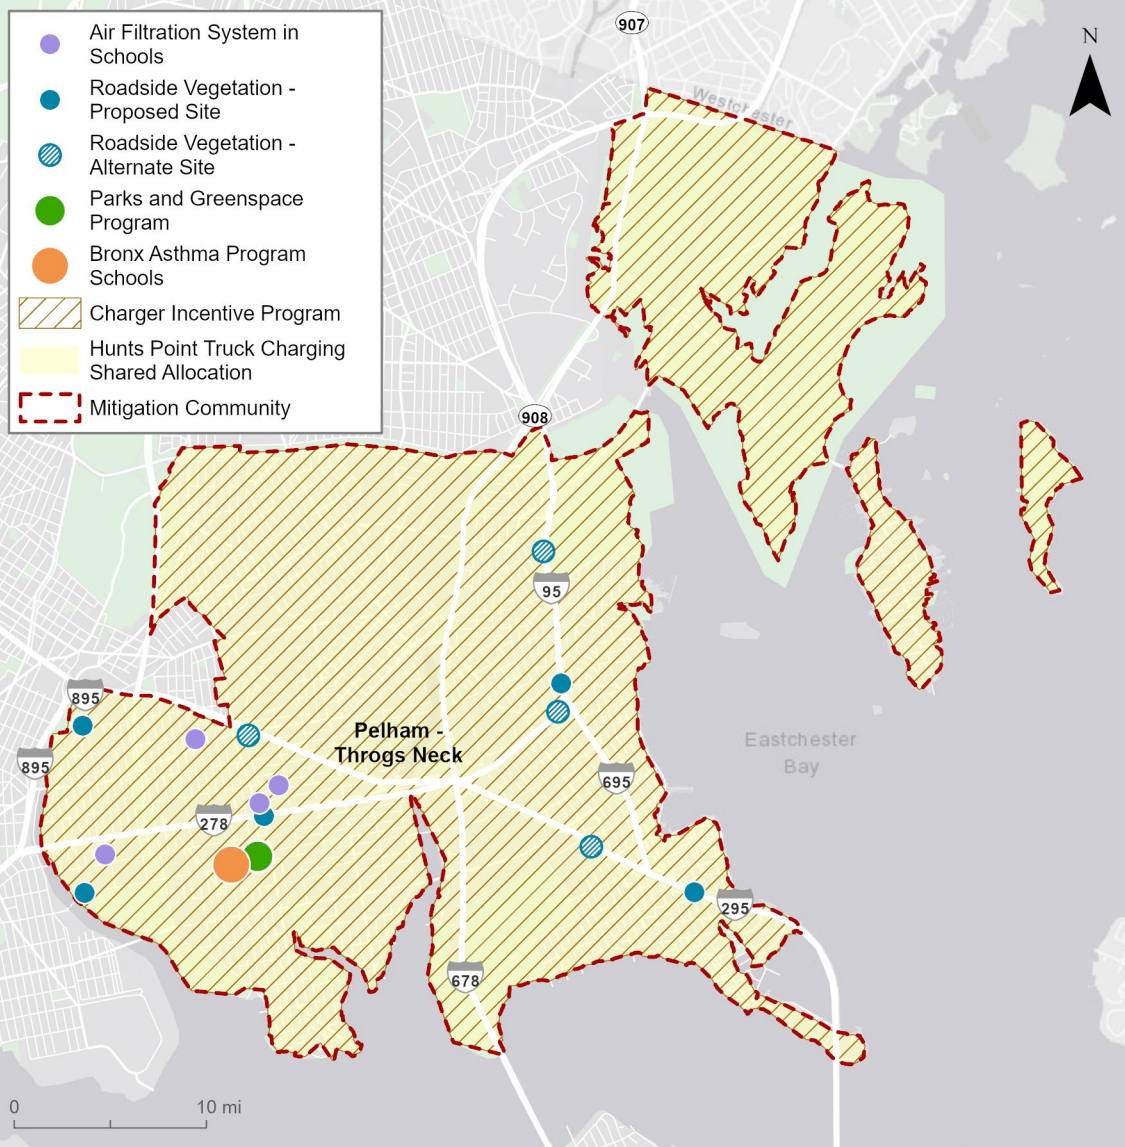 Air Filtration System in
Schools
Roadside Vegetation -
Proposed Site
Roadside Vegetation -
Alternate Site
Parks and Greenspace
Program
Bronx Asthma Program
Schools
Charger Incentive Program
Hunts Point Truck Charging
Shared Allocation
Mitigation Community
907
N
Westchester
908
95
895
Pelham -
Throgs Neck
Eastchester
Bay
895
695
278
295
678
0 10 mi